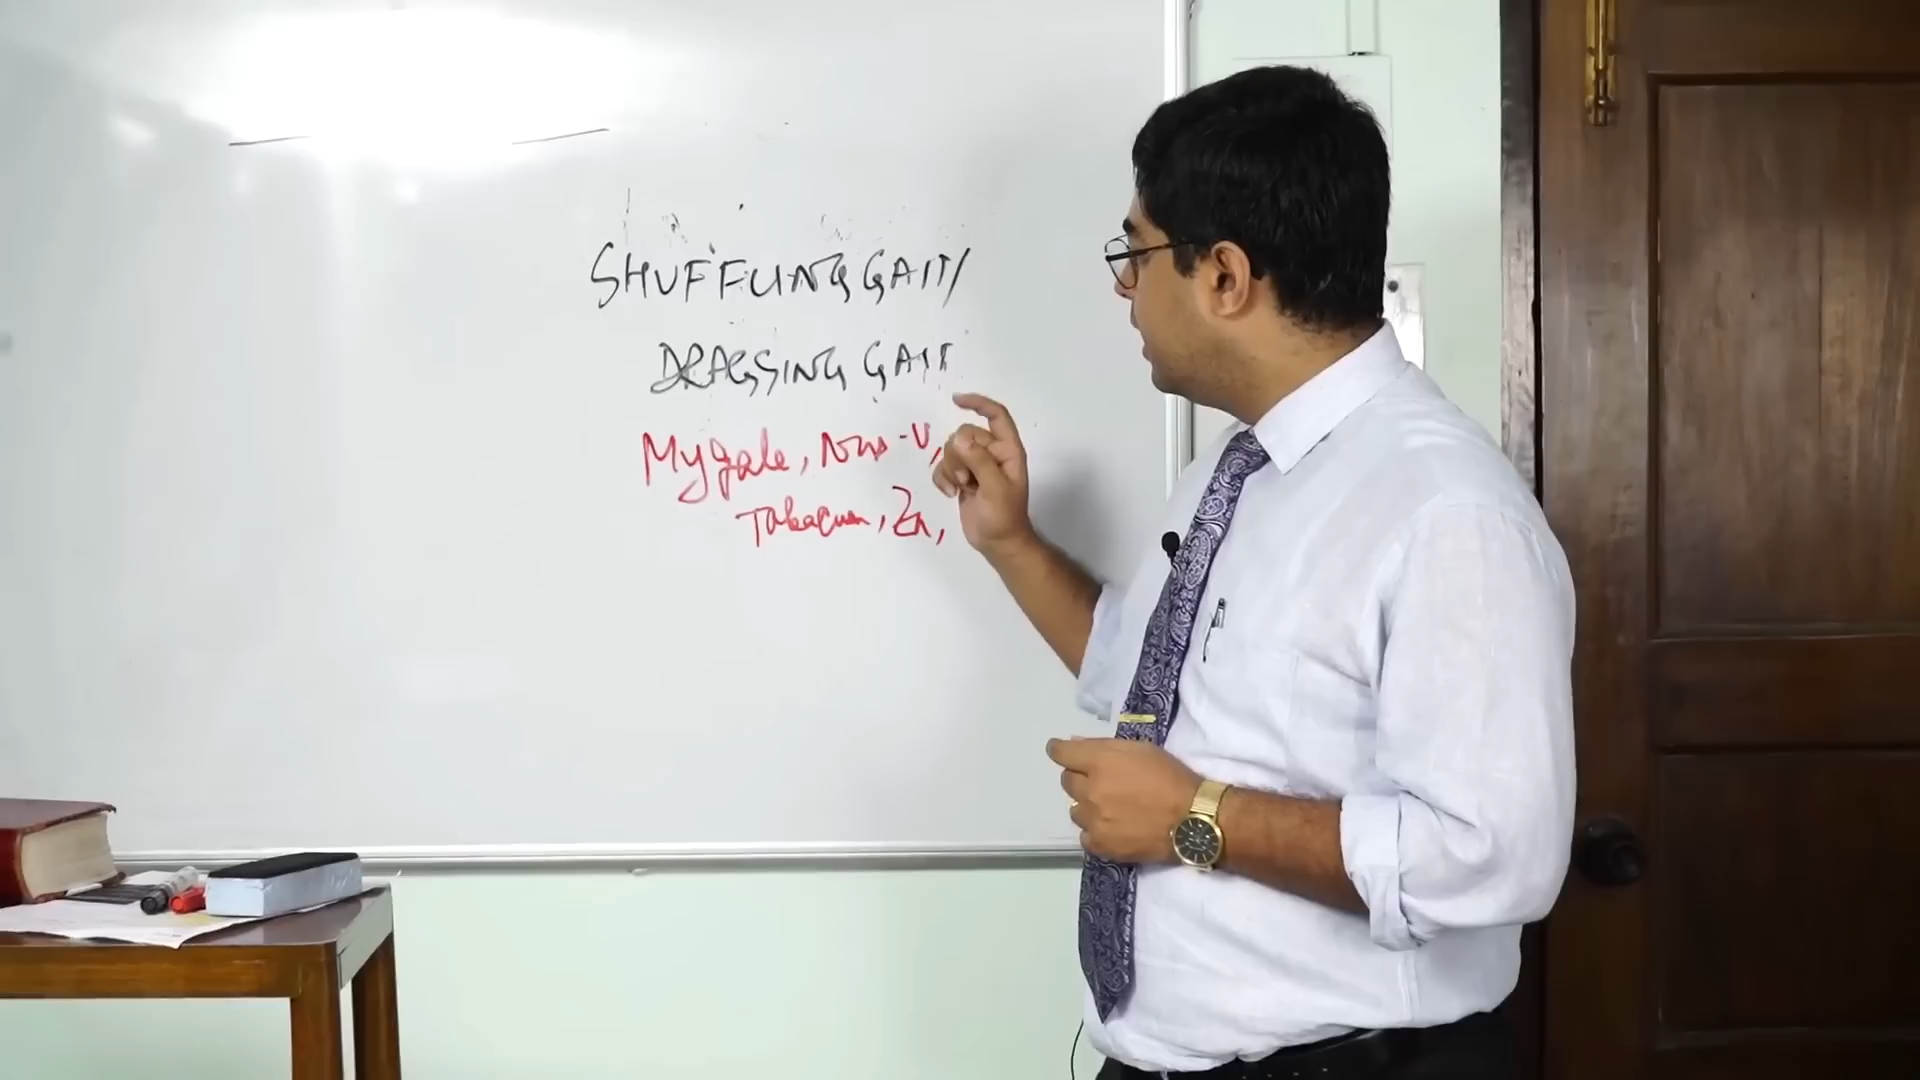 SHUFFLING GAIT/
DRAGGING GAIT
Mygale, Nux-V,
Tabacum, Zn,